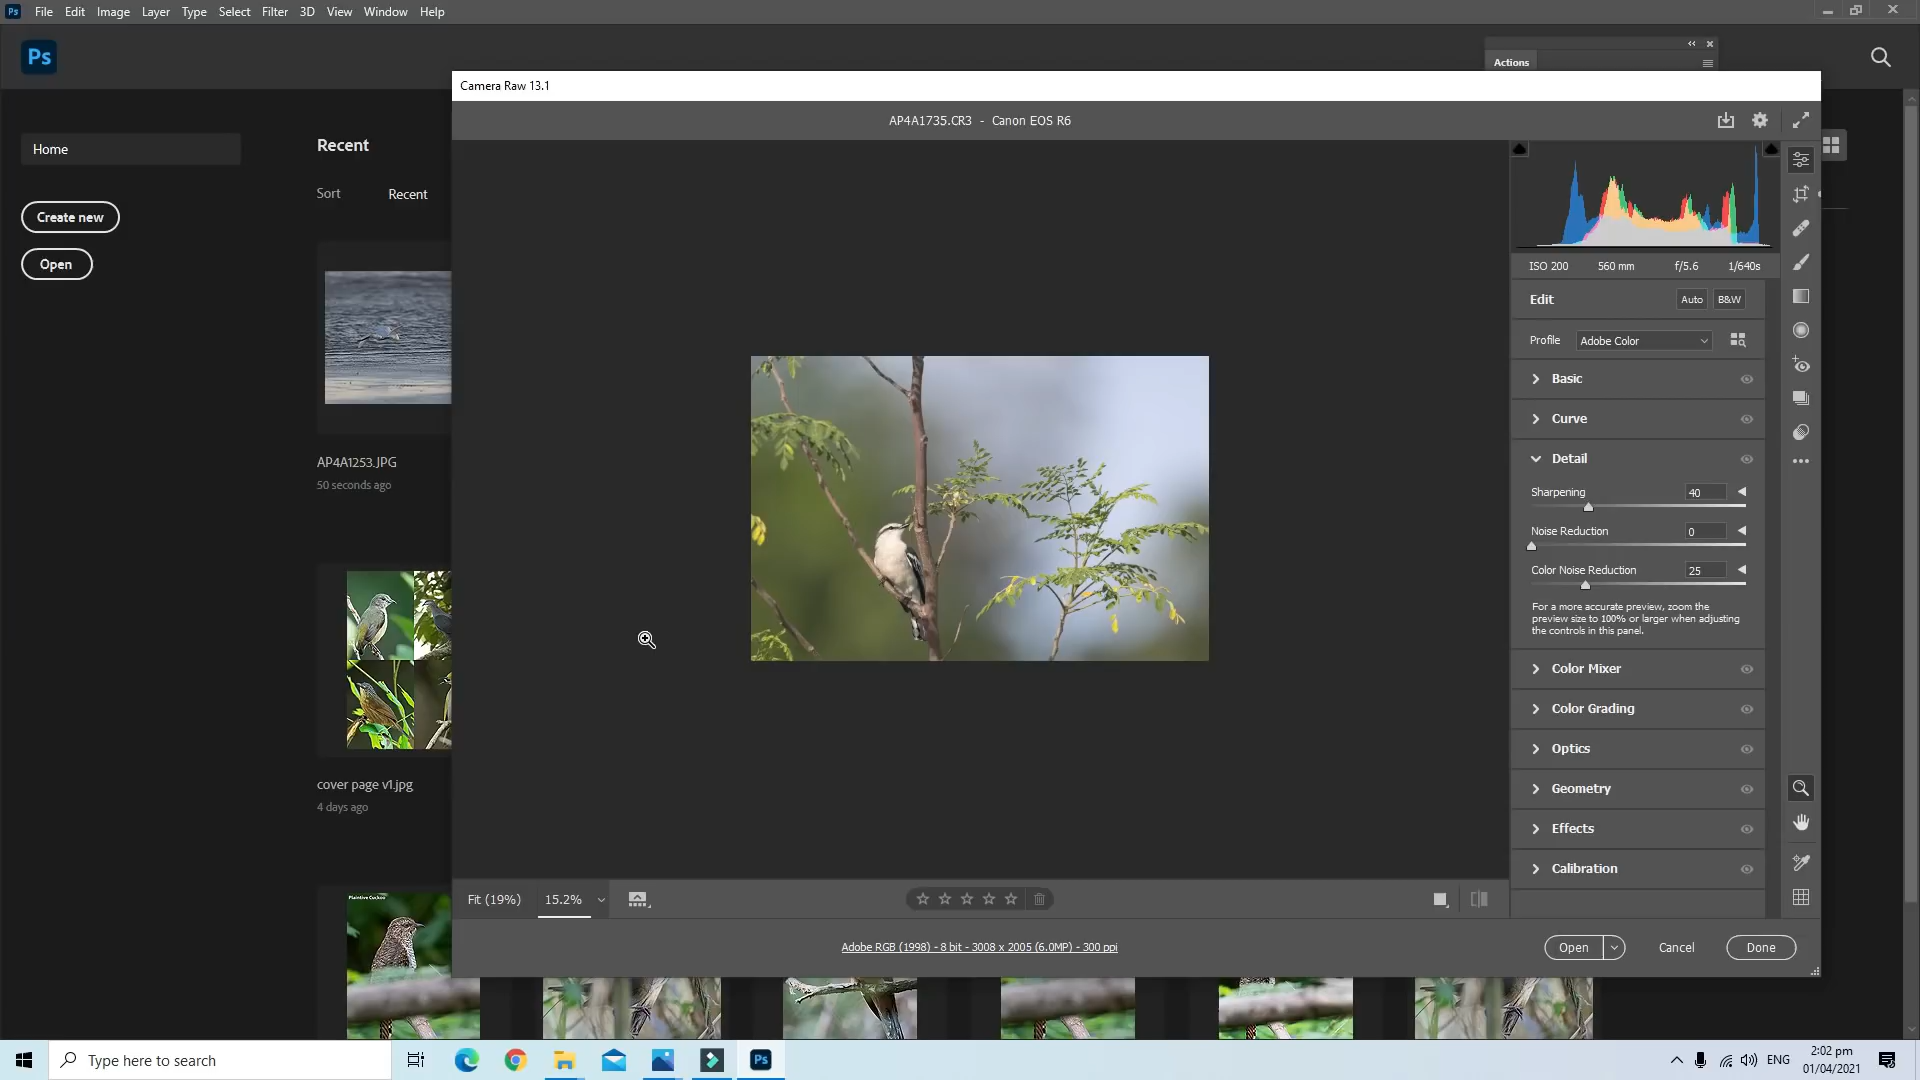 Ps File Edit Image Layer Type Select Filter 3D View Window Help
Ps
Actions
Camera Raw 13.1
AP4A1735.CR3 - Canon EOS R6
Home
Recent
Sort Recent
Create new
Open
AP4A1253.JPG
50 seconds ago
cover page v1.jpg
4 days ago
Plaintive Cuckoo
ISO 200 560 mm f/5.6 1/640s
Edit Auto B&W
Profile Adobe Color
Basic
Curve
Detail
Sharpening 40
Noise Reduction 0
Color Noise Reduction 25
For a more accurate preview, zoom the
preview size to 100% or larger when adjusting
the controls in this panel.
Color Mixer
Color Grading
Optics
Geometry
Effects
Calibration
Fit (19%) 15.2%
Adobe RGB (1998) - 8 bit - 3008 x 2005 (6.0MP) - 300 ppi
Open Cancel Done
Type here to search
Ps
ENG
2:02 pm
01/04/2021